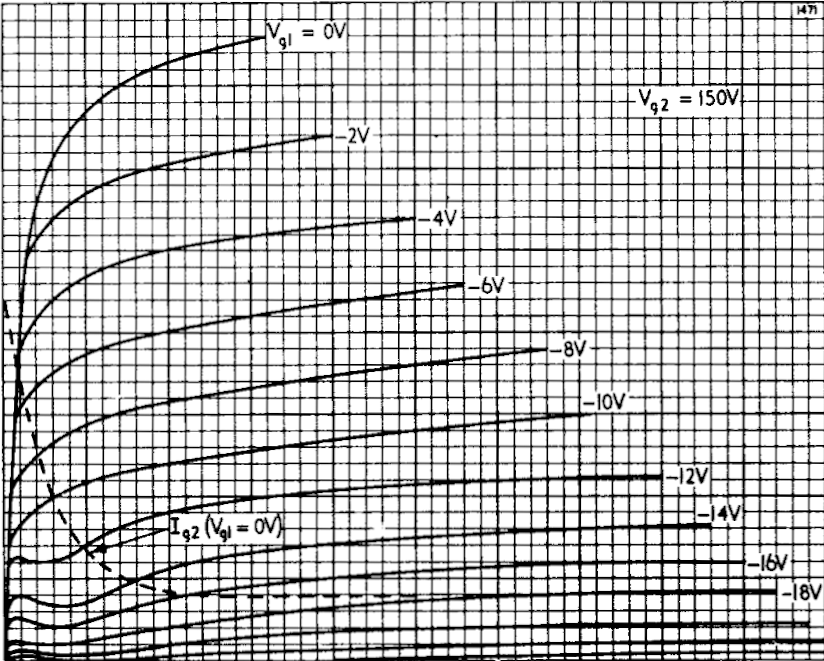 1471
Vg1 = 0V
Vg2 = 150V
-2V
-4V
-6V
-8V
-10V
-12V
-14V
Ig2 (Vg1 = 0V)
-16V
-18V